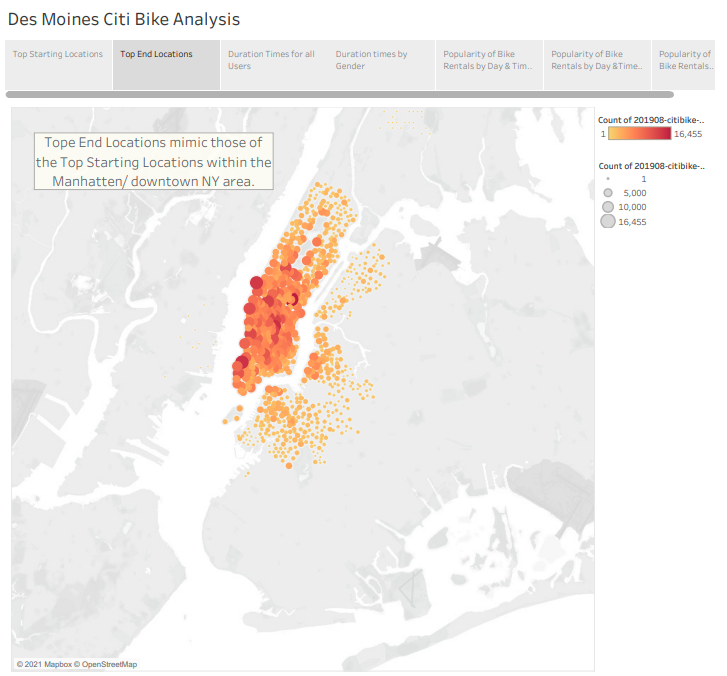 Des Moines Citi Bike Analysis
Top Starting Locations
Top End Locations
Duration Times for all
Users
Duration times by
Gender
Popularity of Bike
Rentals by Day & Tim..
Popularity of Bike
Rentals by Day &Time..
Popularity of
Bike Rentals..
Tope End Locations mimic those of
the Top Starting Locations within the
Manhatten/ downtown NY area.
Count of 201908-citibike-..
1 16,455
Count of 201908-citibike-..
1
5,000
10,000
16,455
© 2021 Mapbox © OpenStreetMap